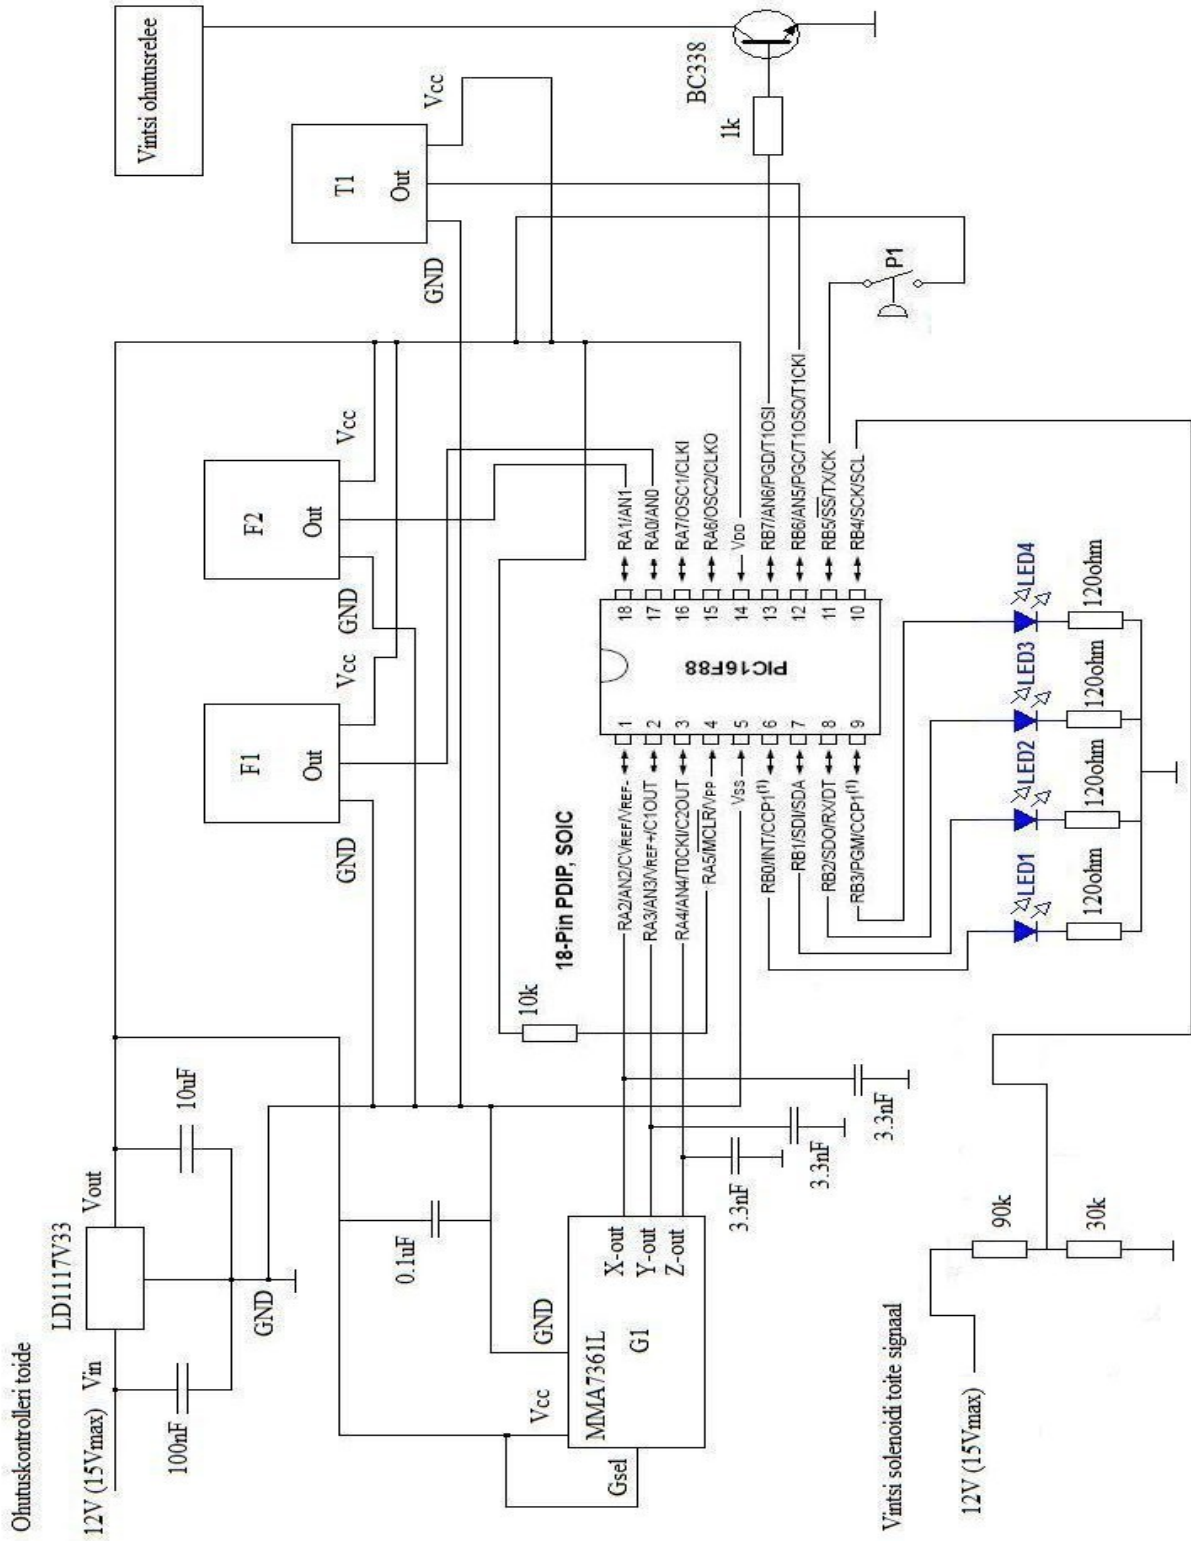 Ohutuskontrolleri toide
12V (15Vmax)
Vin
LD1117V33
Vout
100nF
10uF
GND
Vintsi ohutusrelee
BC338
1k
T1
Out
Vcc
GND
F2
Out
Vcc
GND
F1
Out
Vcc
GND
0.1uF
10k
18-Pin PDIP, SOIC
MMA7361L
G1
Vcc
GND
Gsel
X-out
Y-out
Z-out
3.3nF
3.3nF
3.3nF
RA2/AN2/CVREF/VREF-
RA3/AN3/VREF+/C1OUT
RA4/AN4/T0CKI/C2OUT
RA5/MCLR/VPP
VSS
RB0/INT/CCP1(1)
RB1/SDI/SDA
RB2/SDO/RX/DT
RB3/PGM/CCP1(1)
1
2
3
4
5
6
7
8
9
PIC16F88
18
17
16
15
14
13
12
11
10
RA1/AN1
RA0/AN0
RA7/OSC1/CLKI
RA6/OSC2/CLKO
VDD
RB7/AN6/PGD/T1OSI
RB6/AN5/PGC/T1OSO/T1CKI
RB5/SS/TX/CK
RB4/SCK/SCL
P1
LED1
LED2
LED3
LED4
120ohm
120ohm
120ohm
120ohm
Vintsi solenoidi toite signaal
12V (15Vmax)
90k
30k